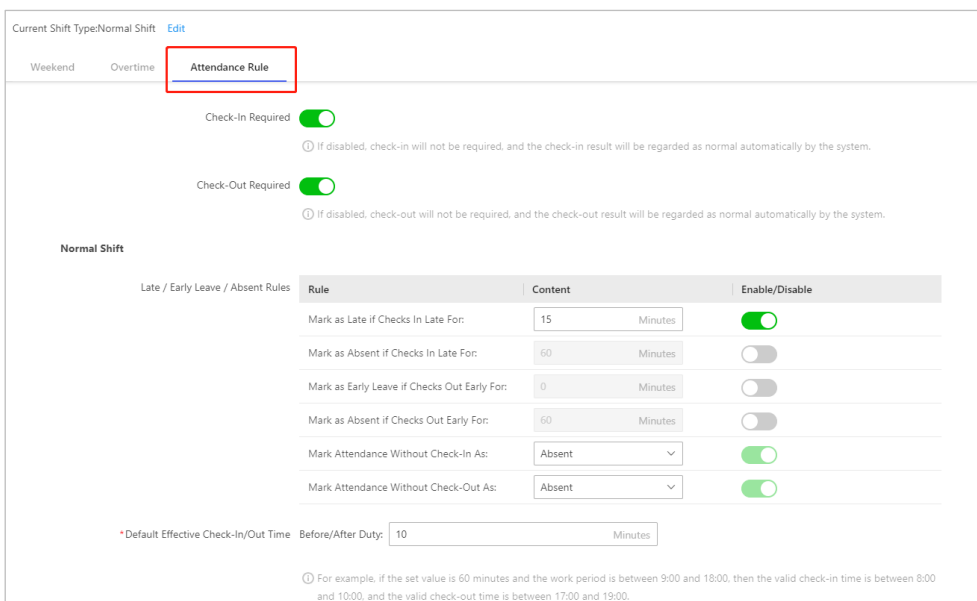 Current Shift Type:Normal Shift Edit
Weekend Overtime Attendance Rule
Check-In Required
If disabled, check-in will not be required, and the check-in result will be regarded as normal automatically by the system.
Check-Out Required
If disabled, check-out will not be required, and the check-out result will be regarded as normal automatically by the system.
Normal Shift
Late / Early Leave / Absent Rules Rule Content Enable/Disable
Mark as Late if Checks In Late For: 15 Minutes
Mark as Absent if Checks In Late For: 60 Minutes
Mark as Early Leave if Checks Out Early For: 0 Minutes
Mark as Absent if Checks Out Early For: 60 Minutes
Mark Attendance Without Check-In As: Absent
Mark Attendance Without Check-Out As: Absent
*Default Effective Check-In/Out Time Before/After Duty: 10 Minutes
For example, if the set value is 60 minutes and the work period is between 9:00 and 18:00, then the valid check-in time is between 8:00
and 10:00, and the valid check-out time is between 17:00 and 19:00.